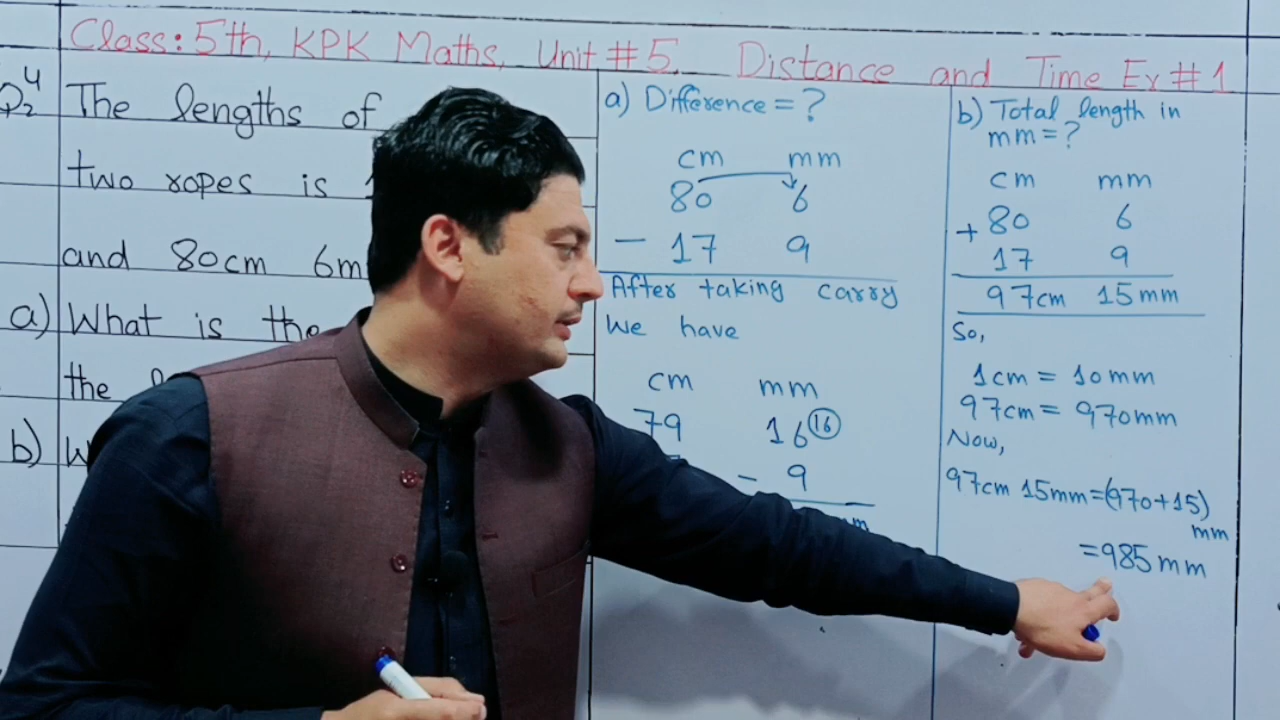 Class: 5th, KPK Maths, Unit # 5, Distance and Time Ex # 1
Q2 4
The lengths of
two ropes is
and 80cm 6m
a) What is the
the
b) W
a) Difference = ?
cm mm
80 6
- 17 9
After taking carry
We have
cm mm
79 16 (16)
- 9
m
b) Total length in
mm = ?
cm mm
+ 80 6
17 9
97cm 15mm
So,
1cm = 10mm
97cm = 970mm
Now,
97cm 15mm = (970+15)
mm
= 985mm